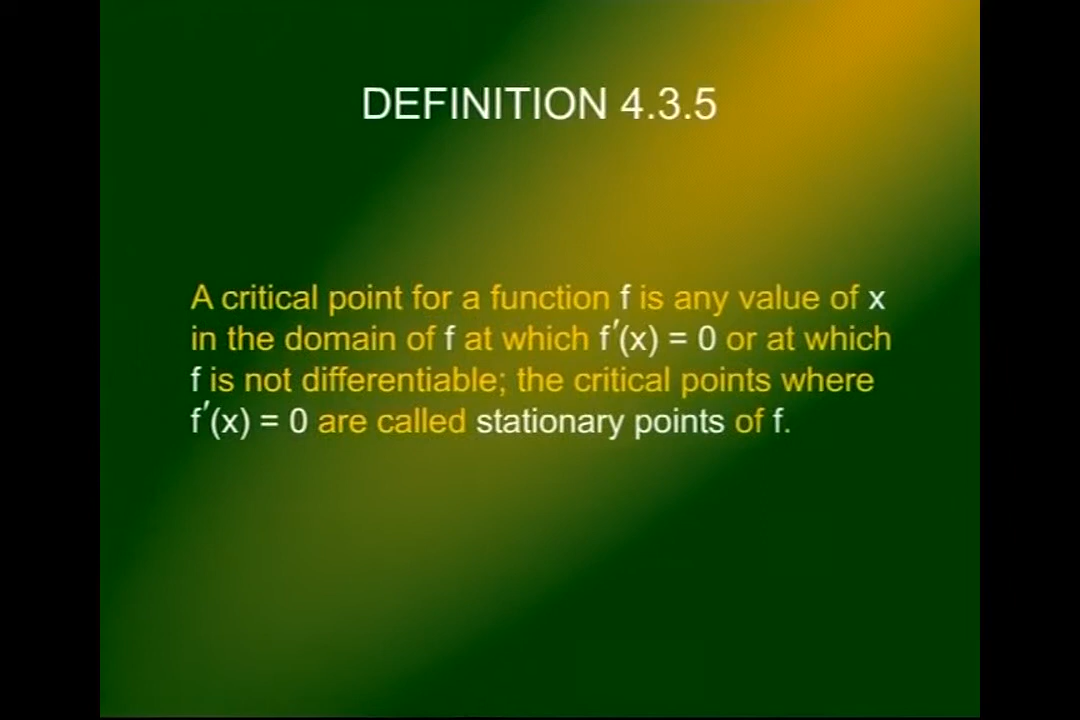 DEFINITION 4.3.5
A critical point for a function f is any value of x
in the domain of f at which f′(x) = 0 or at which
f is not differentiable; the critical points where
f′(x) = 0 are called stationary points of f.